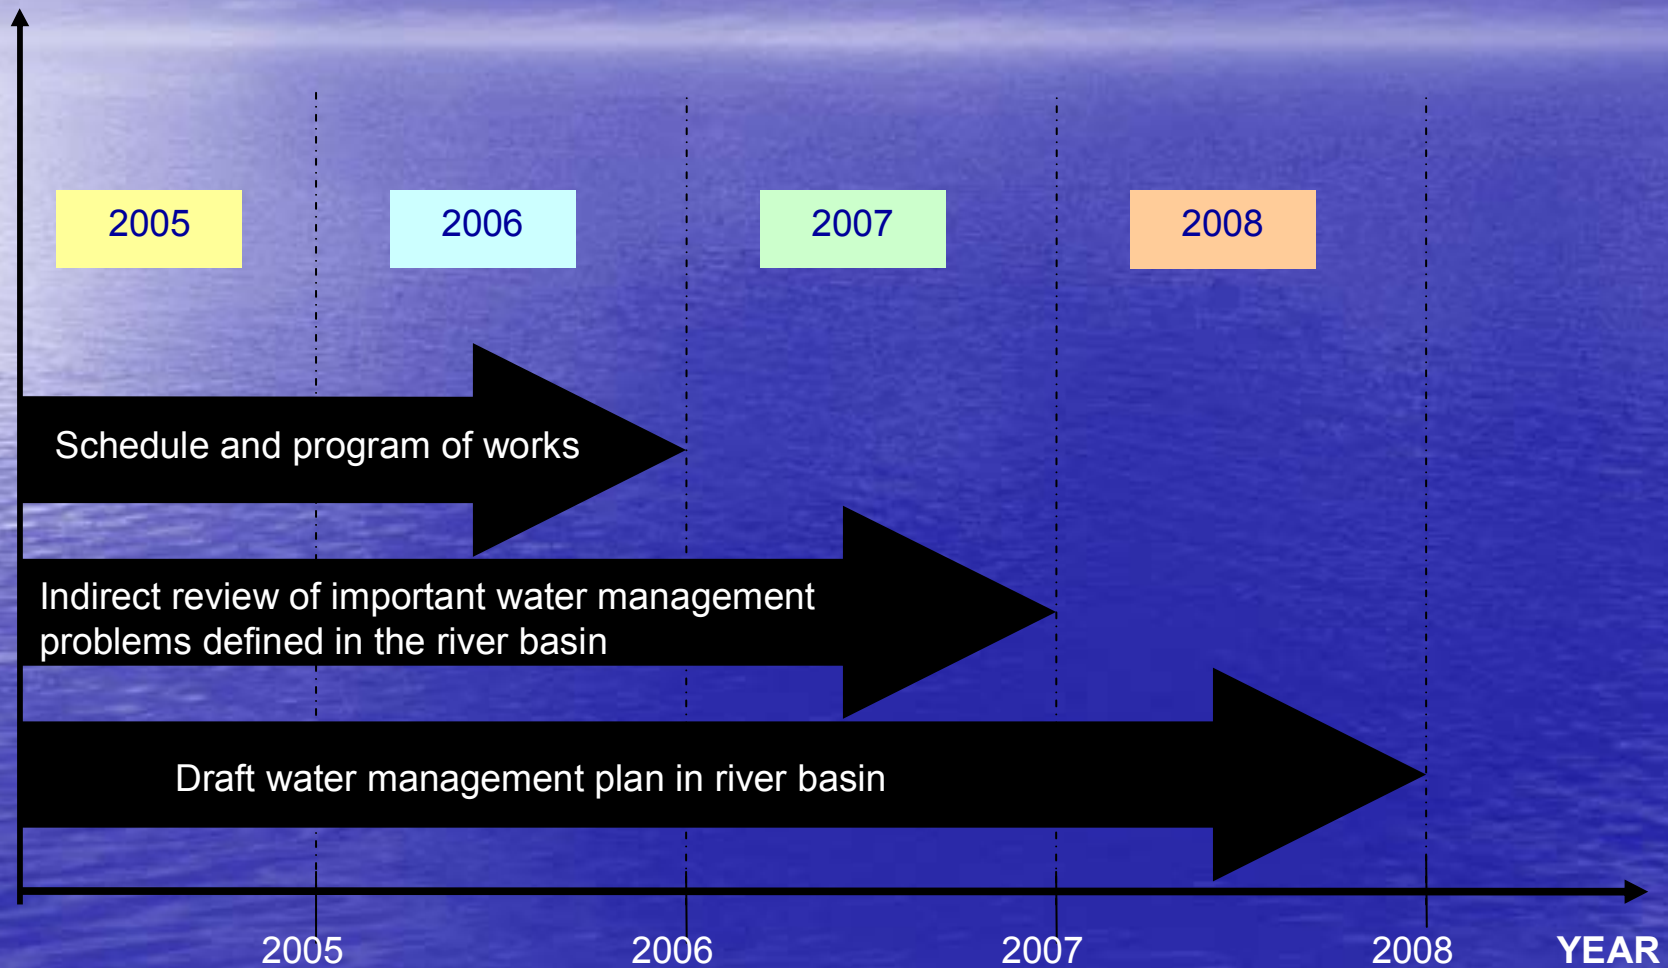 2005
2006
2007
2008
Schedule and program of works
Indirect review of important water management
problems defined in the river basin
Draft water management plan in river basin
2005
2006
2007
2008
YEAR